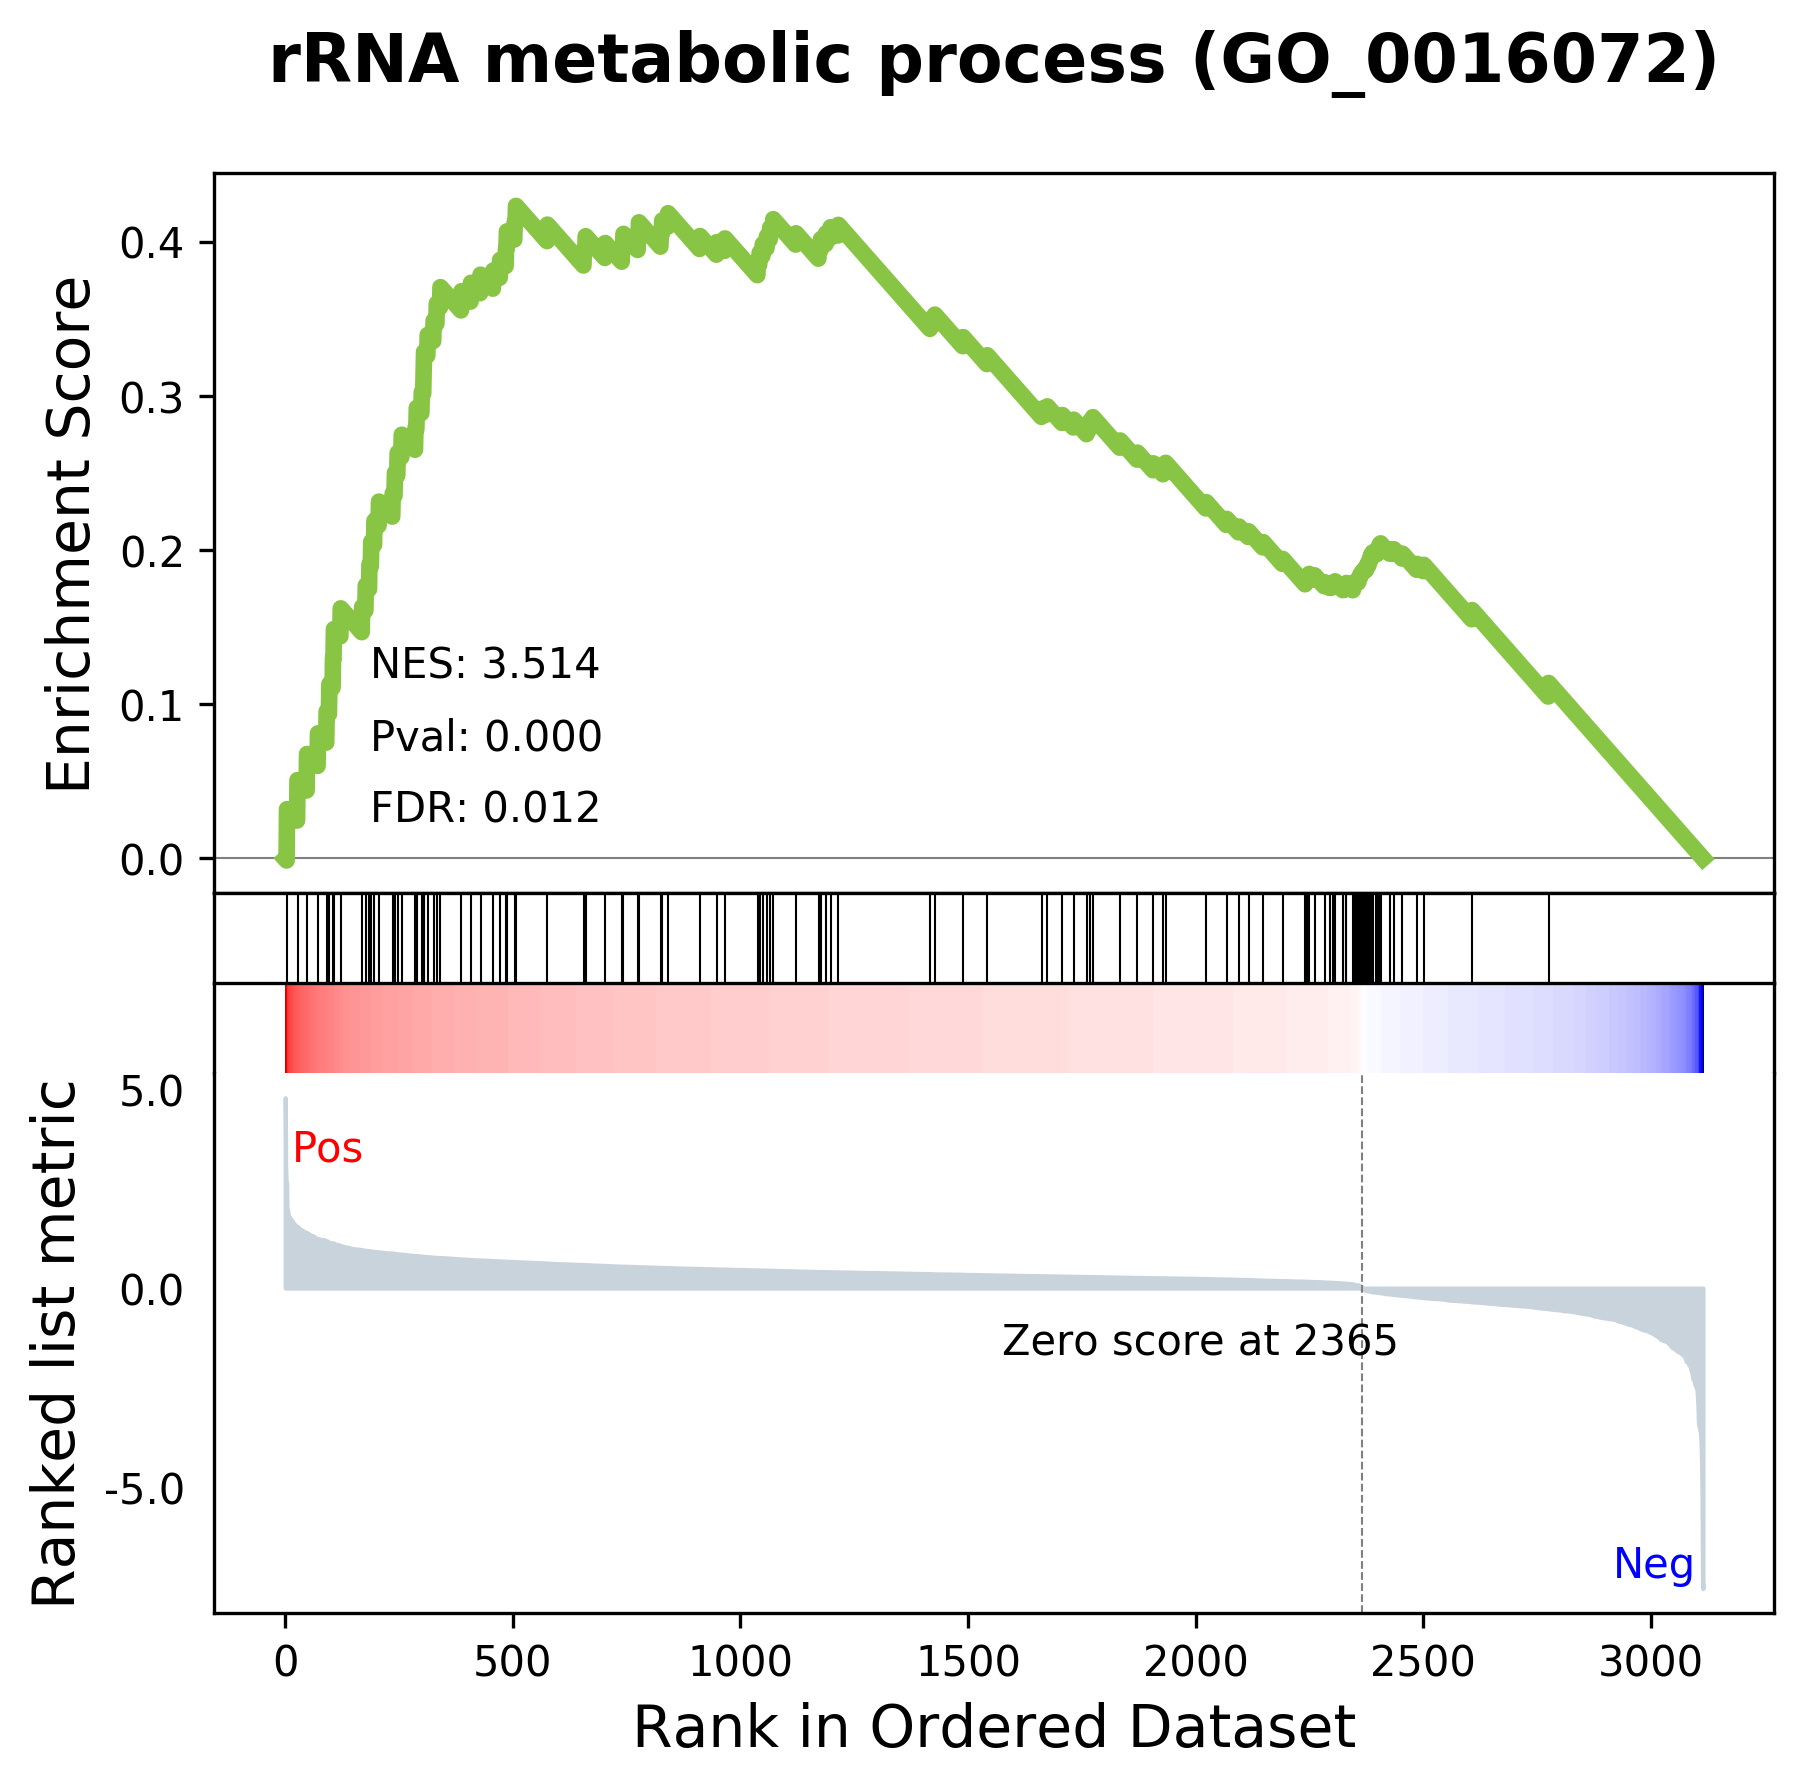 rRNA metabolic process (GO_0016072)
Enrichment Score
0.4
0.3
0.2
0.1
0.0
NES: 3.514
Pval: 0.000
FDR: 0.012
Ranked list metric
5.0
0.0
-5.0
Pos
Zero score at 2365
Neg
0 500 1000 1500 2000 2500 3000
Rank in Ordered Dataset